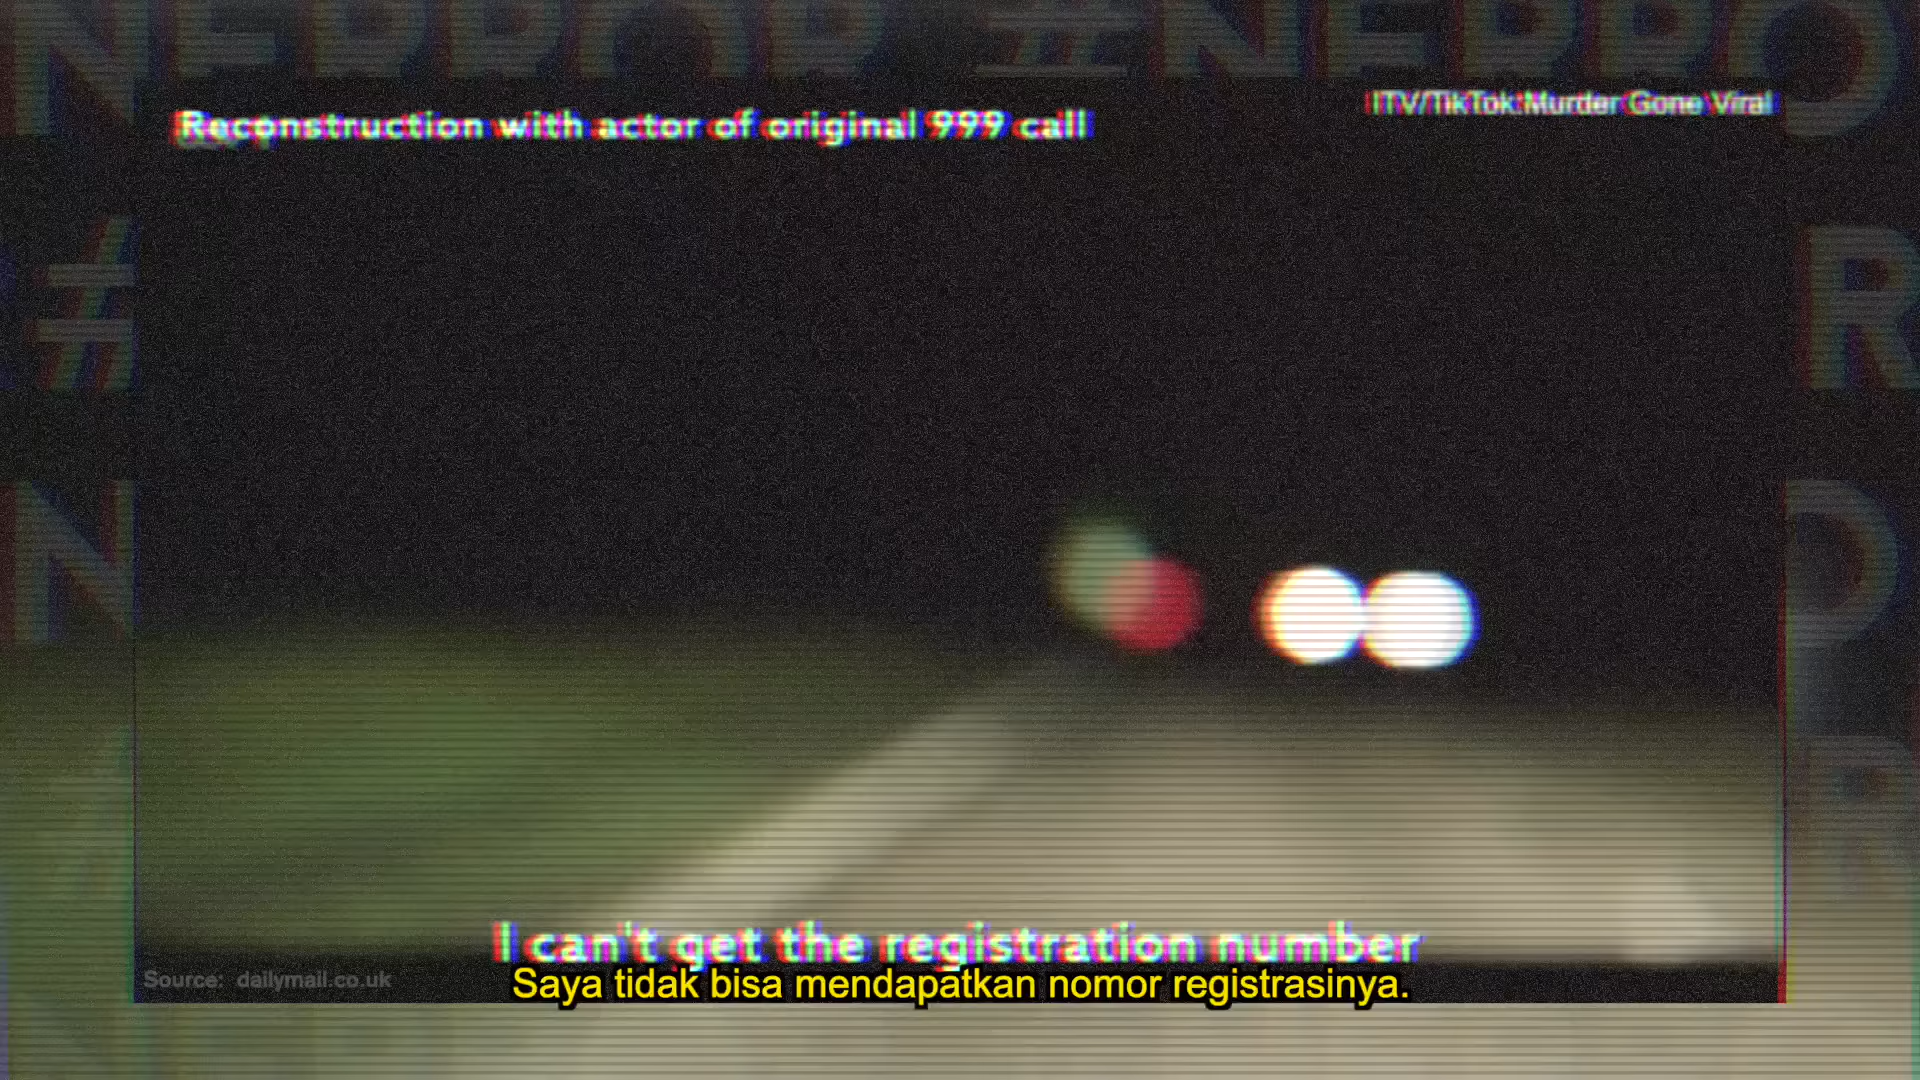 #NERROR
Reconstruction with actor of original 999 call
ITV/TikTok:Murder Gone Viral
I can't get the registration number
Source: dailymail.co.uk
Saya tidak bisa mendapatkan nomor registrasinya.